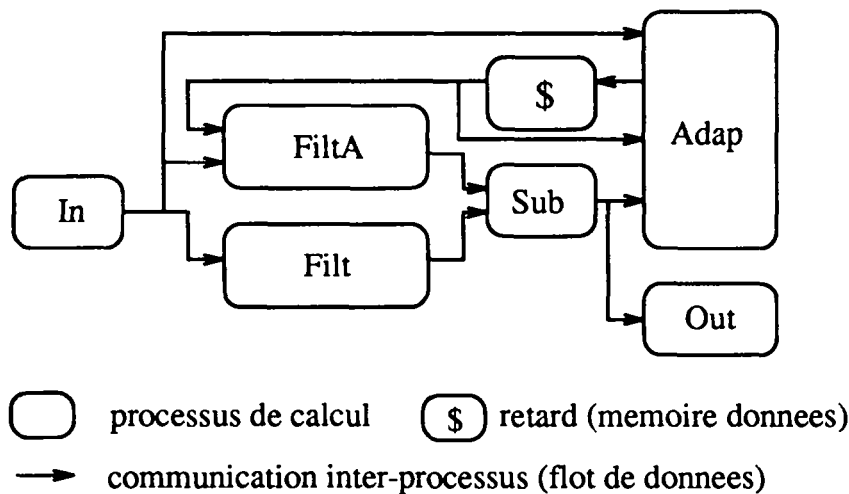 $
Adap
FiltA
In
Sub
Filt
Out
processus de calcul
$ retard (memoire donnees)
communication inter-processus (flot de donnees)